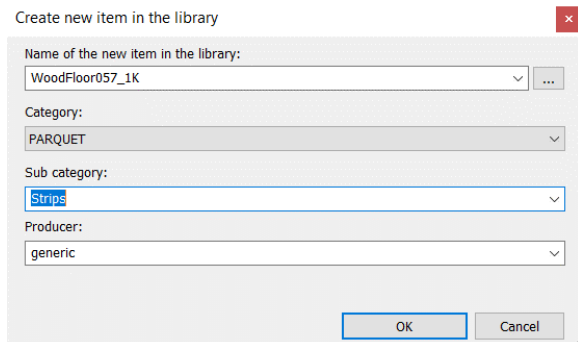 Create new item in the library
Name of the new item in the library:
WoodFloor057_1K
...
Category:
PARQUET
Sub category:
Strips
Producer:
generic
OK
Cancel